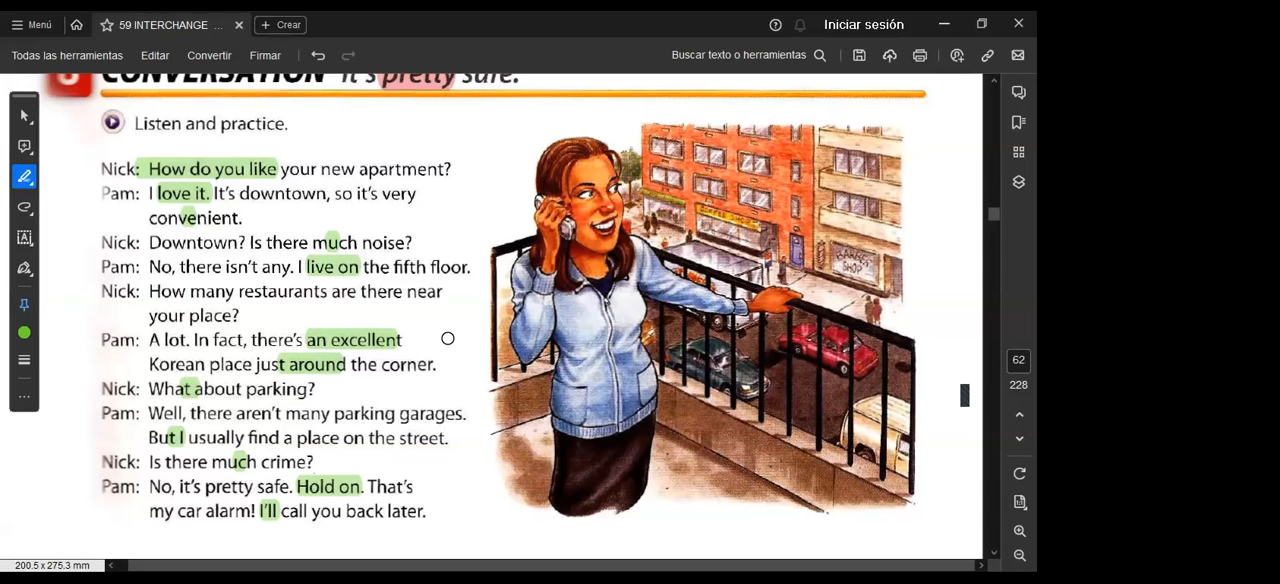 Menú
59 INTERCHANGE ...
Crear
Iniciar sesión
Todas las herramientas
Editar
Convertir
Firmar
Buscar texto o herramientas
CONVERSATION It's pretty safe.
Listen and practice.
Nick: How do you like your new apartment?
Pam: I love it. It's downtown, so it's very
convenient.
Nick: Downtown? Is there much noise?
Pam: No, there isn't any. I live on the fifth floor.
Nick: How many restaurants are there near
your place?
Pam: A lot. In fact, there's an excellent
Korean place just around the corner.
Nick: What about parking?
Pam: Well, there aren't many parking garages.
But I usually find a place on the street.
Nick: Is there much crime?
Pam: No, it's pretty safe. Hold on. That's
my car alarm! I'll call you back later.
COFFEE SHOP
BARBER
SHOP
62
228
200.5 x 275.3 mm